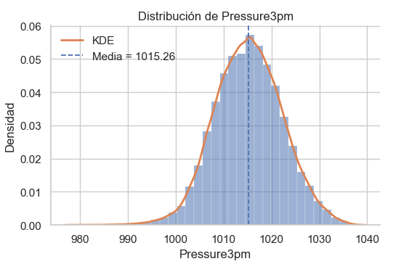 Distribución de Pressure3pm
0.06
0.05
0.04
0.03
0.02
0.01
0.00
Densidad
KDE
Media = 1015.26
980 990 1000 1010 1020 1030 1040
Pressure3pm